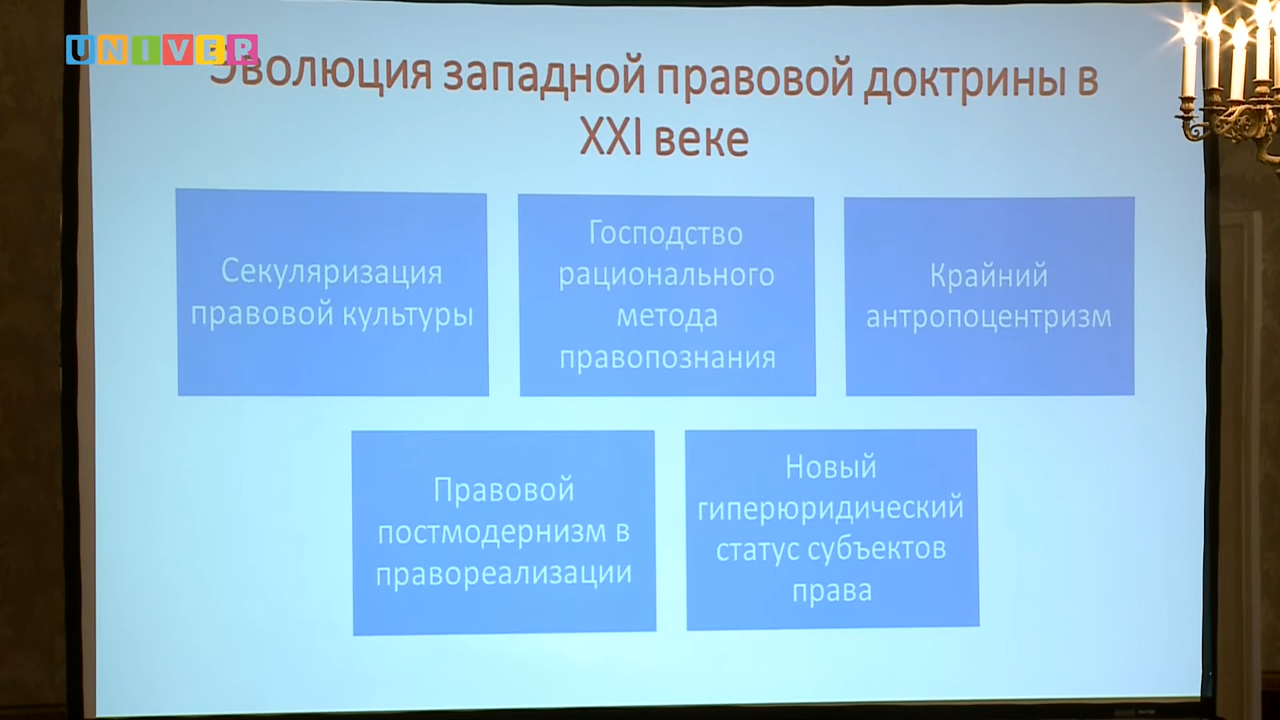 UNIVER
Эволюция западной правовой доктрины в
XXI веке
Секуляризация
правовой культуры
Господство
рационального
метода
правопознания
Крайний
антропоцентризм
Правовой
постмодернизм в
правореализации
Новый
гиперюридический
статус субъектов
права